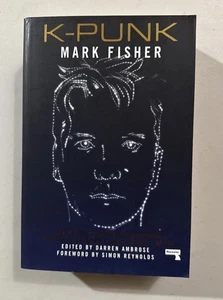 K-PUNK
MARK FISHER
EDITED BY DARREN AMBROSE
FOREWORD BY SIMON REYNOLDS